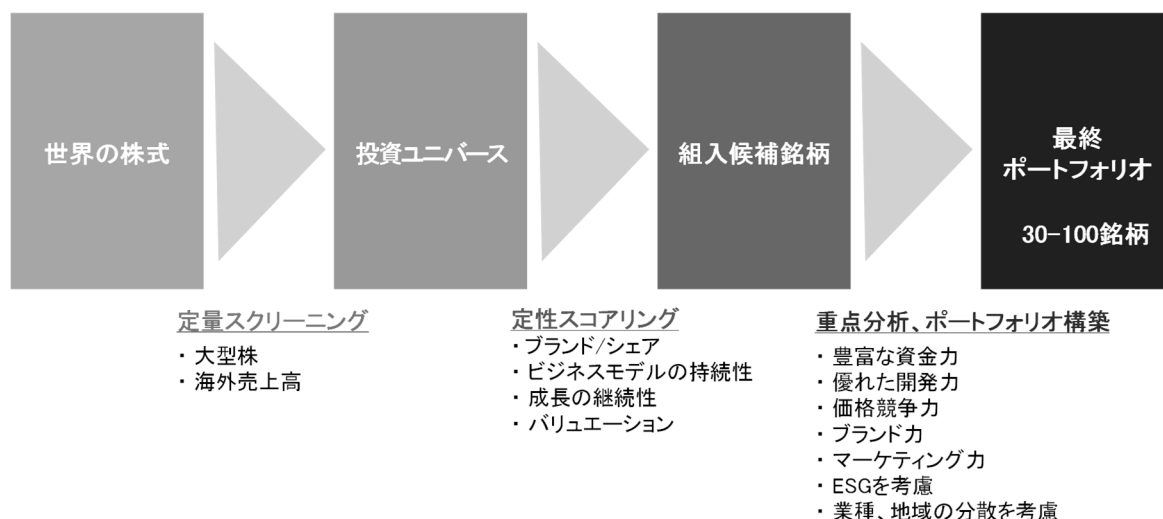 世界の株式
投資ユニバース
組入候補銘柄
最終
ポートフォリオ
30-100銘柄
定量スクリーニング
・大型株
・海外売上高
定性スコアリング
・ブランド/シェア
・ビジネスモデルの持続性
・成長の継続性
・バリュエーション
重点分析、ポートフォリオ構築
・豊富な資金力
・優れた開発力
・価格競争力
・ブランド力
・マーケティング力
・ESGを考慮
・業種、地域の分散を考慮